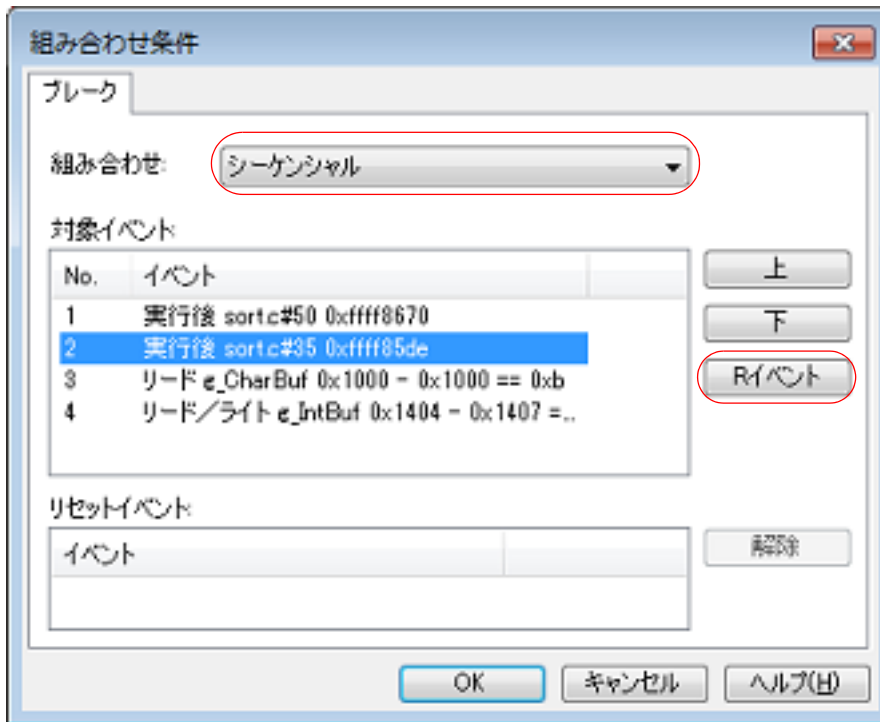 組み合わせ条件
ブレーク
組み合わせ: シーケンシャル
対象イベント:
No. イベント
1 実行後 sort.c#50 0xffff8670
2 実行後 sort.c#35 0xffff85de
3 リード g_CharBuf 0x1000 - 0x1000 == 0xb
4 リード／ライト g_IntBuf 0x1404 - 0x1407 =...
上
下
Rイベント
リセットイベント:
イベント
解除
OK キャンセル ヘルプ(H)